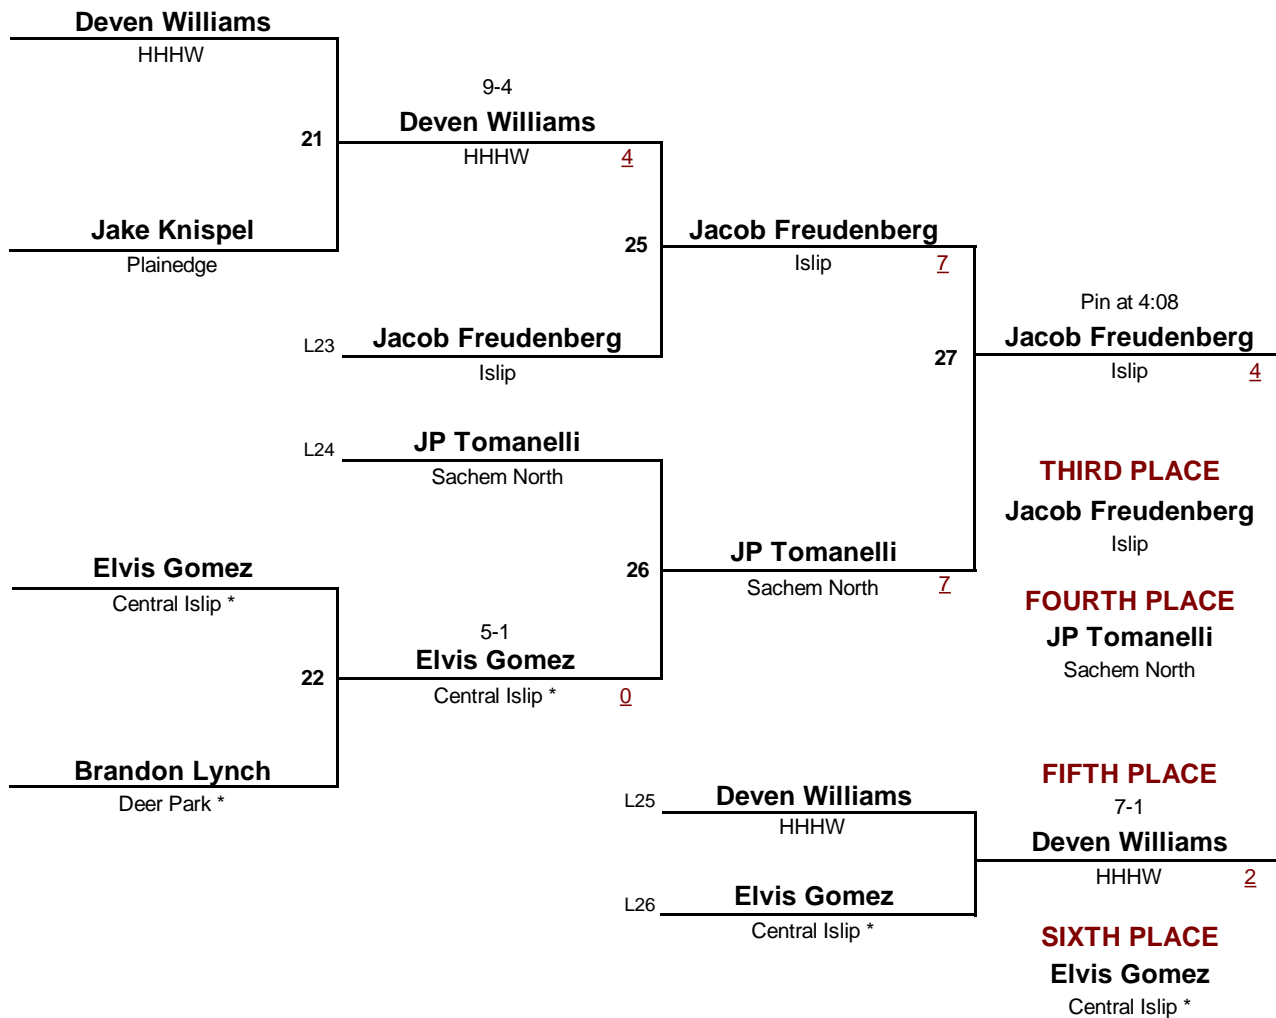 Deven Williams
HHHW
21
Jake Knispel
Plainedge
9-4
Deven Williams
HHHW 4
25
L23 Jacob Freudenberg
Islip
Jacob Freudenberg
Islip 7
27
Pin at 4:08
Jacob Freudenberg
Islip 4
L24 JP Tomanelli
Sachem North
26
JP Tomanelli
Sachem North 7
Elvis Gomez
Central Islip *
22
Brandon Lynch
Deer Park *
5-1
Elvis Gomez
Central Islip * 0
THIRD PLACE
Jacob Freudenberg
Islip
FOURTH PLACE
JP Tomanelli
Sachem North
L25 Deven Williams
HHHW
L26 Elvis Gomez
Central Islip *
FIFTH PLACE
7-1
Deven Williams
HHHW 2
SIXTH PLACE
Elvis Gomez
Central Islip *